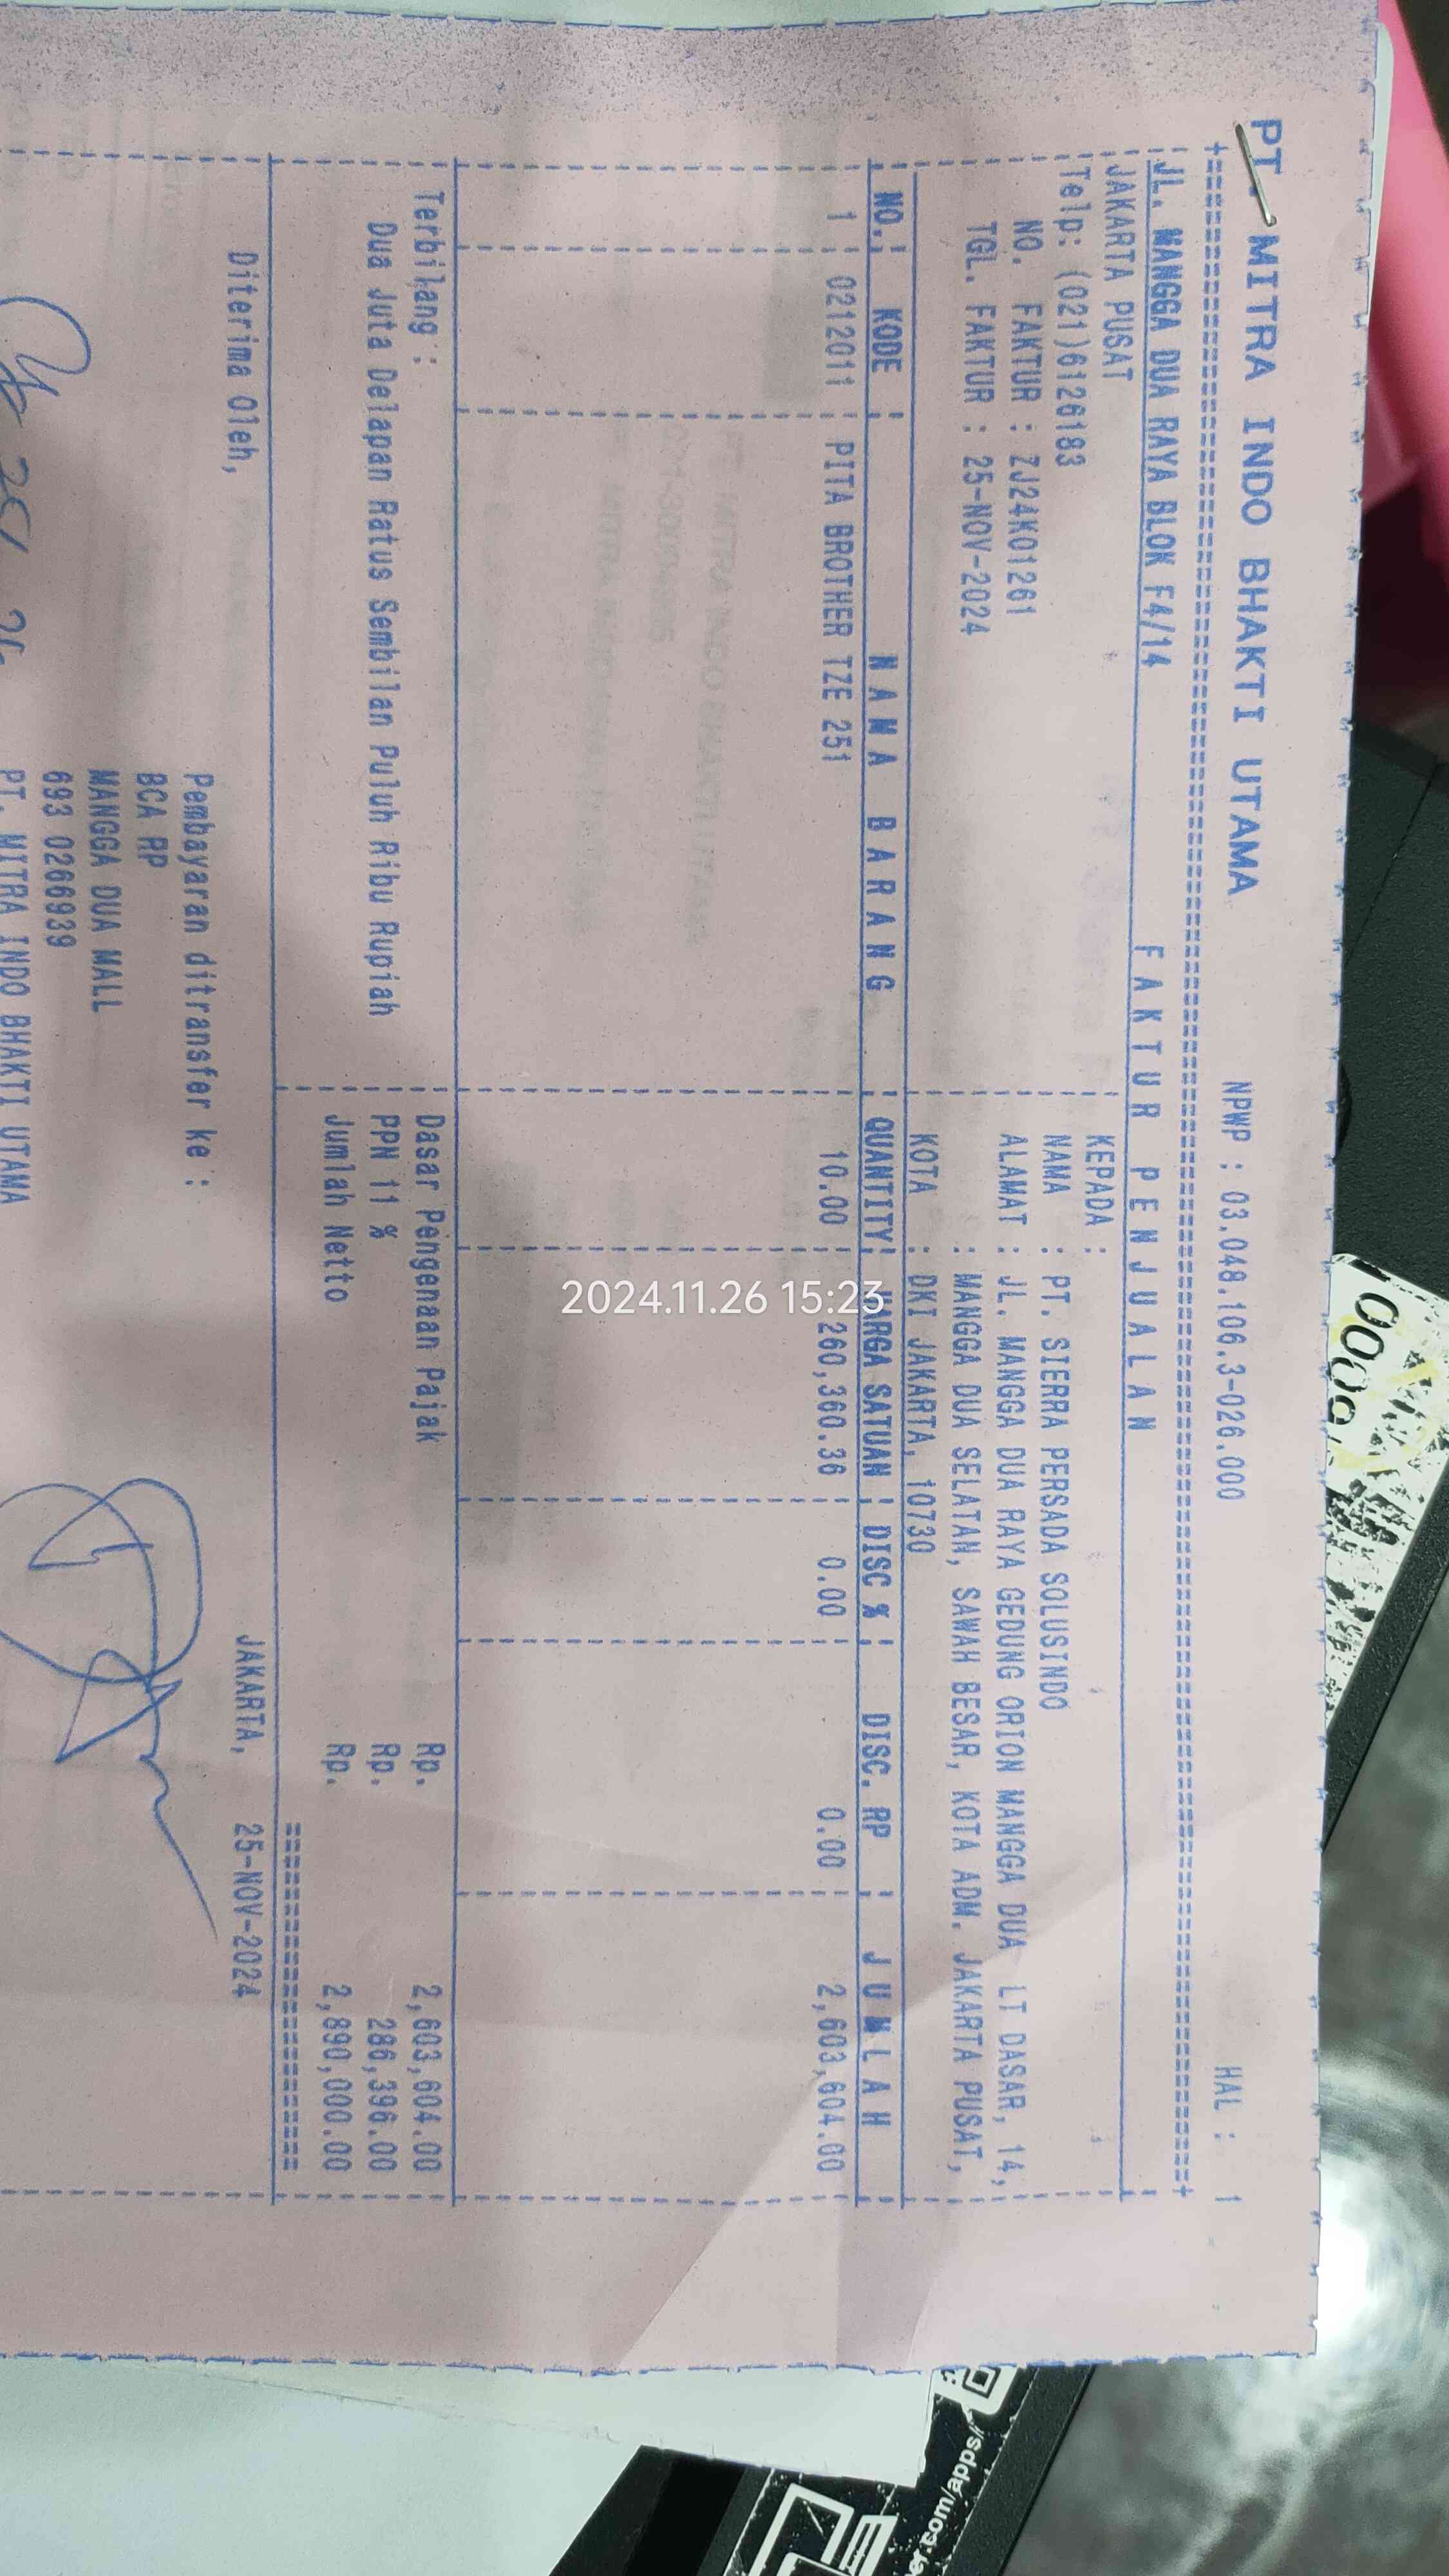 PT. MITRA INDO BHAKTI UTAMA NPWP : 03.048.106.3-026.000 HAL : 1
JL. MANGGA DUA RAYA BLOK F4/14 FAKTUR PENJUALAN
JAKARTA PUSAT KEPADA :
Telp: (021)6126183 NAMA : PT. SIERRA PERSADA SOLUSINDO
NO. FAKTUR : ZJ24K01261 ALAMAT : JL. MANGGA DUA RAYA GEDUNG ORION MANGGA DUA LT DASAR, 14,
TGL. FAKTUR : 25-NOV-2024 : MANGGA DUA SELATAN, SAWAH BESAR, KOTA ADM. JAKARTA PUSAT,
KOTA : DKI JAKARTA, 10730
NO. KODE NAMA BARANG QUANTITY HARGA SATUAN DISC % DISC. RP JUMLAH
1 0212011 PITA BROTHER TZE 251 10.00 260,360.36 0.00 0.00 2,603,604.00
2024.11.26 15:23
Terbilang : Dasar Pengenaan Pajak Rp. 2,603,604.00
Dua Juta Delapan Ratus Sembilan Puluh Ribu Rupiah PPN 11 % Rp. 286,396.00
Jumlah Netto Rp. 2,890,000.00
Diterima Oleh, JAKARTA, 25-NOV-2024
Pembayaran ditransfer ke :
BCA RP
MANGGA DUA MALL
693 0266939
PT. MITRA INDO BHAKTI UTAMA
er.com/apps/